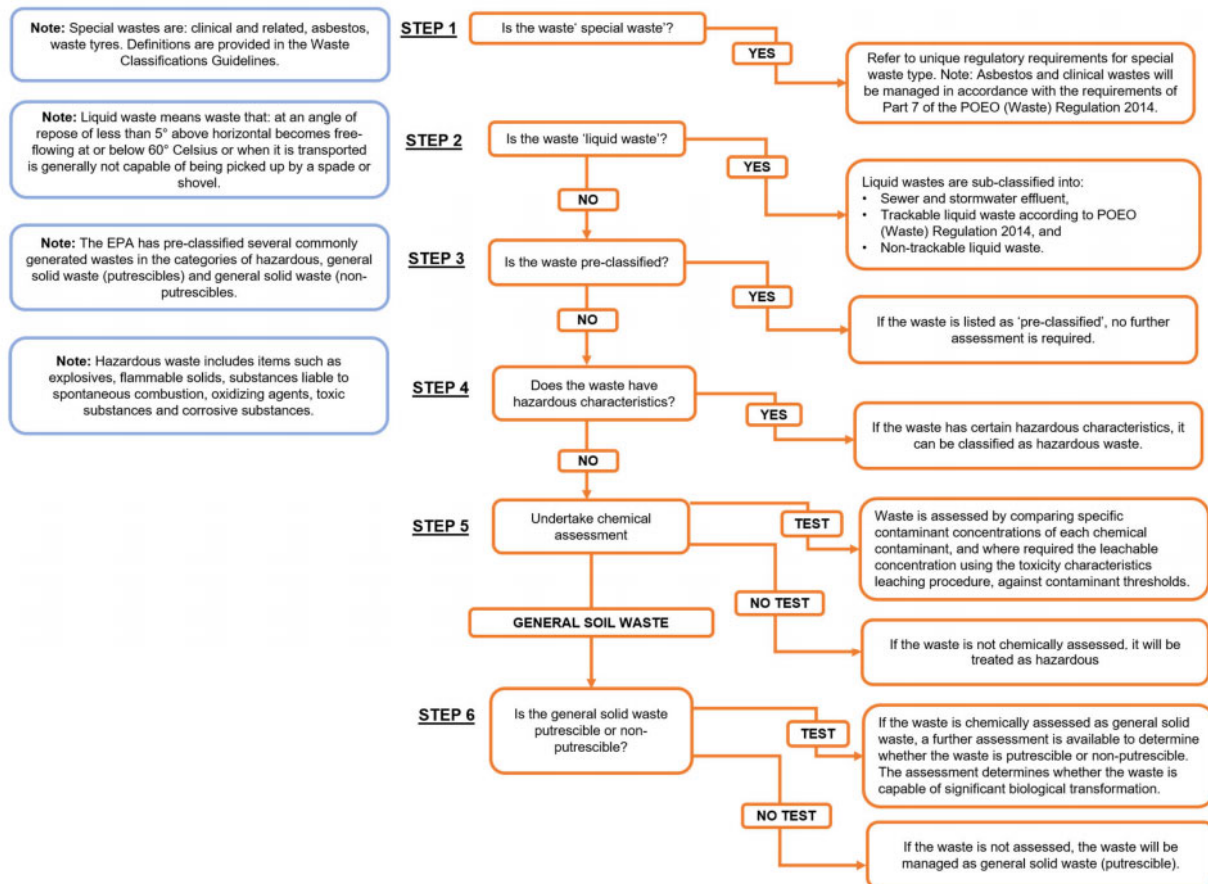 Note: Special wastes are: clinical and related, asbestos,
waste tyres. Definitions are provided in the Waste
Classifications Guidelines.
STEP 1
Is the waste‘ special waste’?
YES
Refer to unique regulatory requirements for special
waste type. Note: Asbestos and clinical wastes will
be managed in accordance with the requirements of
Part 7 of the POEO (Waste) Regulation 2014.
Note: Liquid waste means waste that: at an angle of
repose of less than 5° above horizontal becomes free-
flowing at or below 60° Celsius or when it is transported
is generally not capable of being picked up by a spade or
shovel.
STEP 2
Is the waste ‘liquid waste’?
YES
NO
Liquid wastes are sub-classified into:
• Sewer and stormwater effluent,
• Trackable liquid waste according to POEO
(Waste) Regulation 2014, and
• Non-trackable liquid waste.
Note: The EPA has pre-classified several commonly
generated wastes in the categories of hazardous, general
solid waste (putrescibles) and general solid waste (non-
putrescibles.
STEP 3
Is the waste pre-classified?
YES
NO
If the waste is listed as ‘pre-classified’, no further
assessment is required.
Note: Hazardous waste includes items such as
explosives, flammable solids, substances liable to
spontaneous combustion, oxidizing agents, toxic
substances and corrosive substances.
STEP 4
Does the waste have
hazardous characteristics?
YES
NO
If the waste has certain hazardous characteristics, it
can be classified as hazardous waste.
STEP 5
Undertake chemical
assessment
TEST
Waste is assessed by comparing specific
contaminant concentrations of each chemical
contaminant, and where required the leachable
concentration using the toxicity characteristics
leaching procedure, against contaminant thresholds.
NO TEST
If the waste is not chemically assessed, it will be
treated as hazardous
GENERAL SOIL WASTE
STEP 6
Is the general solid waste
putrescible or non-
putrescible?
TEST
If the waste is chemically assessed as general solid
waste, a further assessment is available to determine
whether the waste is putrescible or non-putrescible.
The assessment determines whether the waste is
capable of significant biological transformation.
NO TEST
If the waste is not assessed, the waste will be
managed as general solid waste (putrescible).